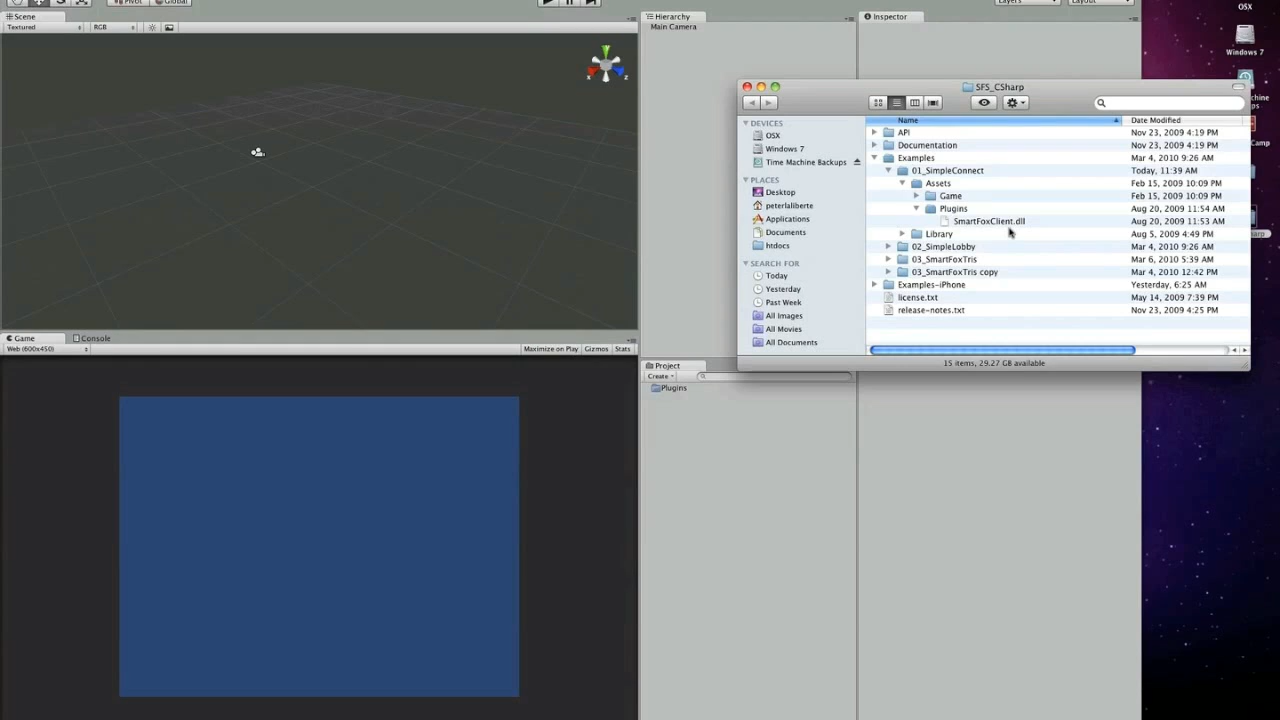 Pivot
Global
Layers
Layout
OSX
Scene
Hierarchy
Inspector
Textured
RGB
Main Camera
Windows 7
SFS_CSharp
DEVICES
OSX
Windows 7
Time Machine Backups
PLACES
Desktop
peterlaliberte
Applications
Documents
htdocs
SEARCH FOR
Today
Yesterday
Past Week
All Images
All Movies
All Documents
Name Date Modified
API Nov 23, 2009 4:19 PM
Documentation Nov 23, 2009 4:19 PM
Examples Mar 4, 2010 9:26 AM
01_SimpleConnect Today, 11:39 AM
Assets Feb 15, 2009 10:09 PM
Game Feb 15, 2009 10:09 PM
Plugins Aug 20, 2009 11:54 AM
SmartFoxClient.dll Aug 20, 2009 11:53 AM
Library Aug 5, 2009 4:49 PM
02_SimpleLobby Mar 4, 2010 9:26 AM
03_SmartFoxTris Mar 6, 2010 5:39 AM
03_SmartFoxTris copy Mar 4, 2010 12:42 PM
Examples-iPhone Yesterday, 6:25 AM
license.txt May 14, 2009 7:39 PM
release-notes.txt Nov 23, 2009 4:25 PM
15 items, 29.27 GB available
Game
Console
Web (600x450)
Maximize on Play
Gizmos
Stats
Project
Create
Plugins